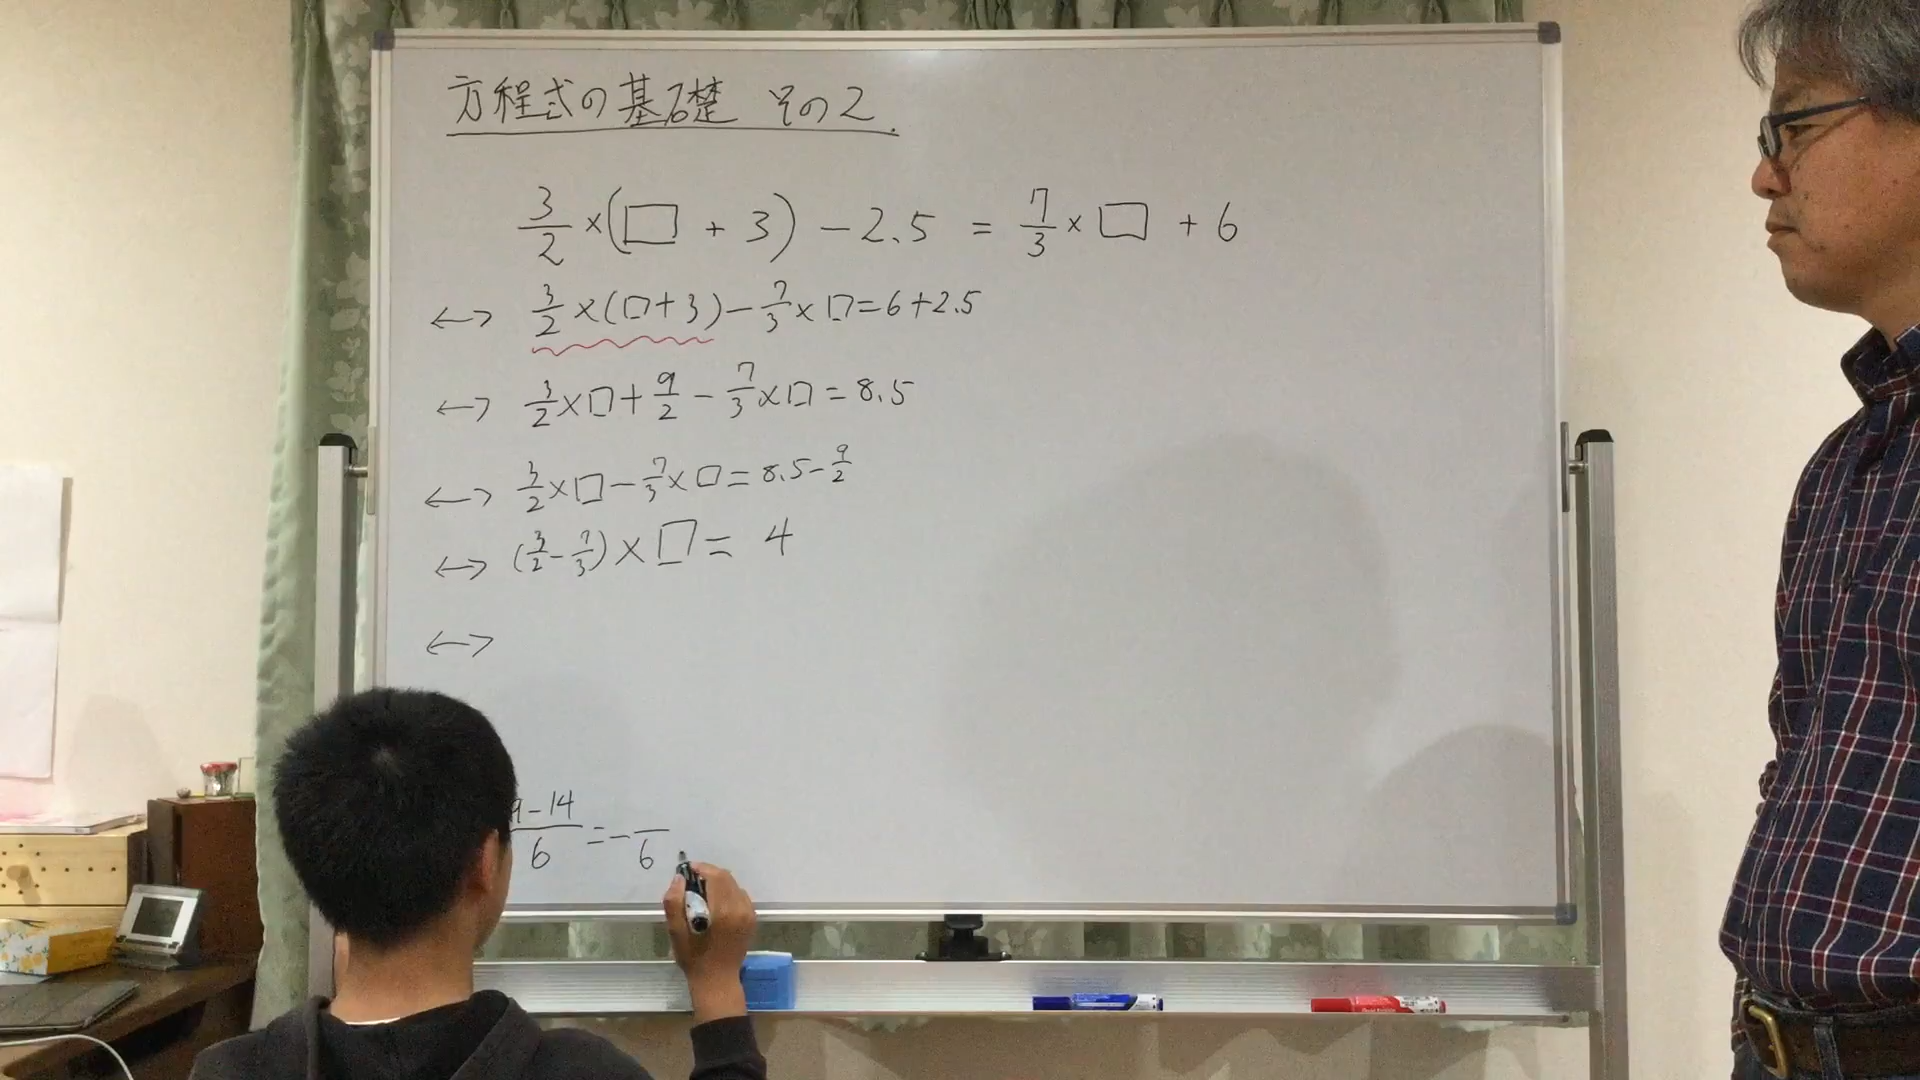 方程式の基礎 その2.
3/2 ×(□ + 3) − 2.5 = 7/3 × □ + 6
↔ 3/2 ×(□+3)− 7/3 ×□=6+2.5
↔ 3/2 ×□+ 9/2 − 7/3 ×□=8.5
↔ 3/2 ×□− 7/3 ×□=8.5− 9/2
↔ (3/2 − 7/3)×□= 4
↔
9−14/6 =− /6